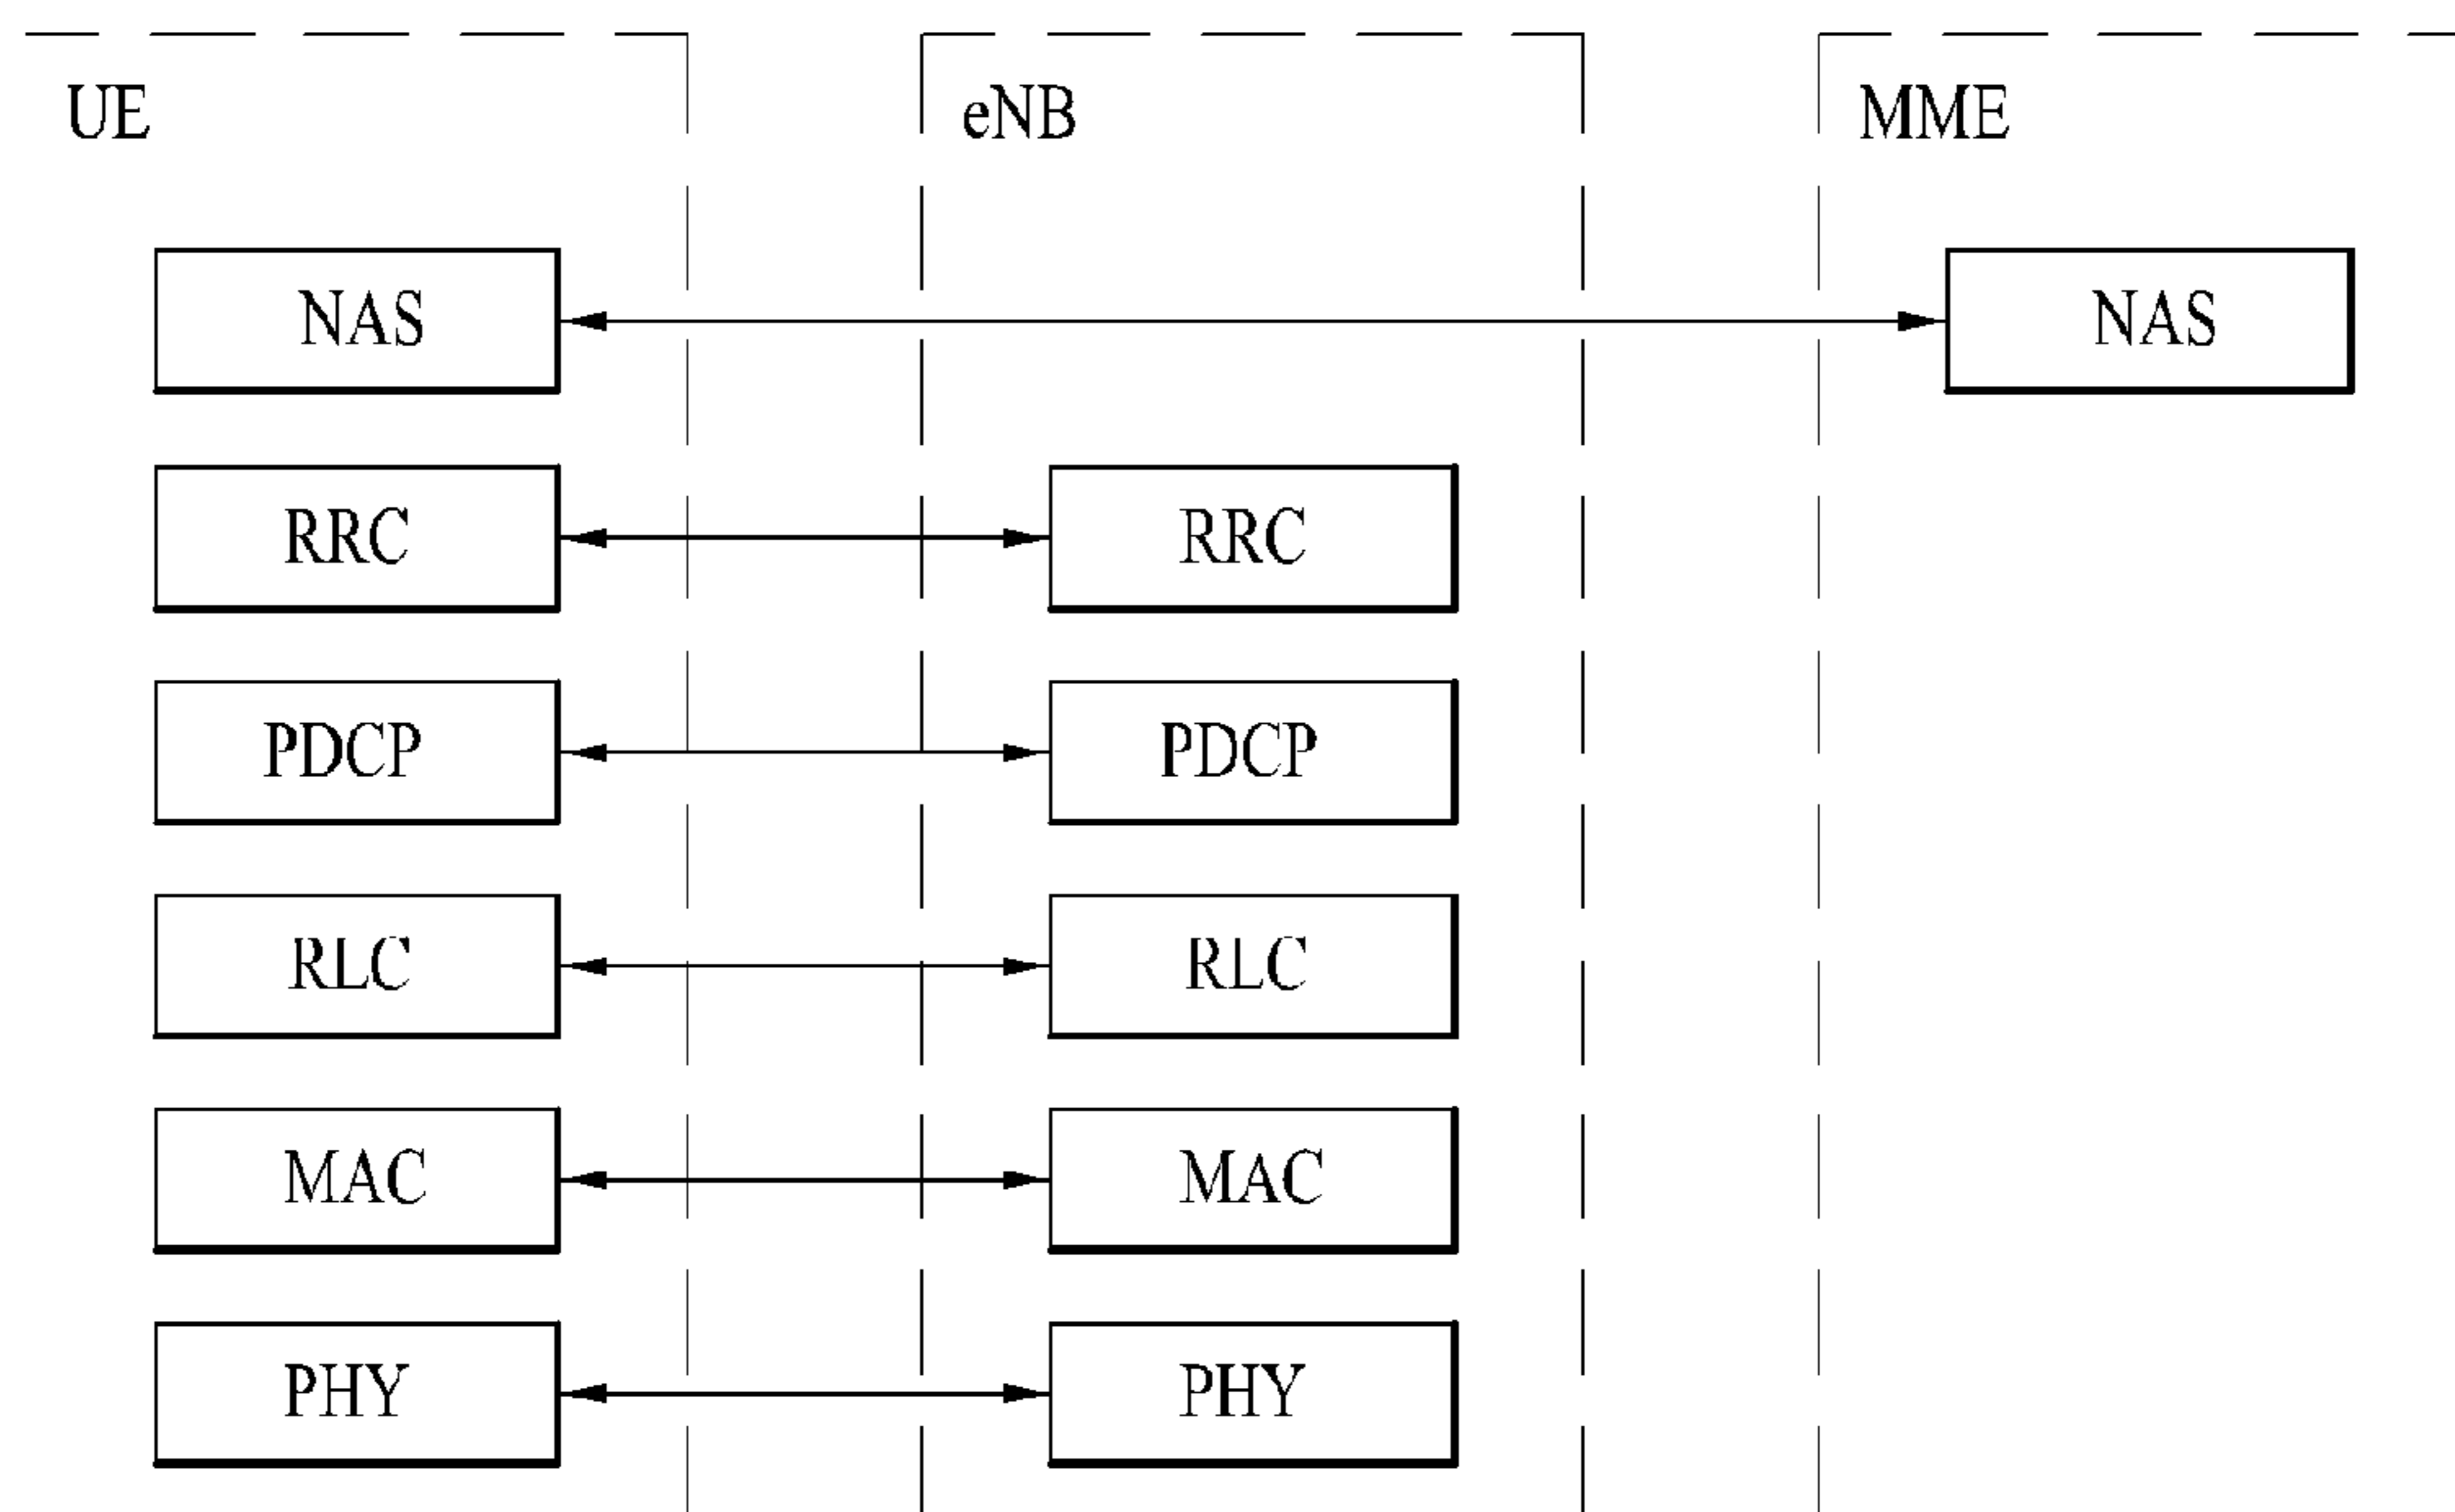 UE eNB MME
NAS NAS
RRC RRC
PDCP PDCP
RLC RLC
MAC MAC
PHY PHY